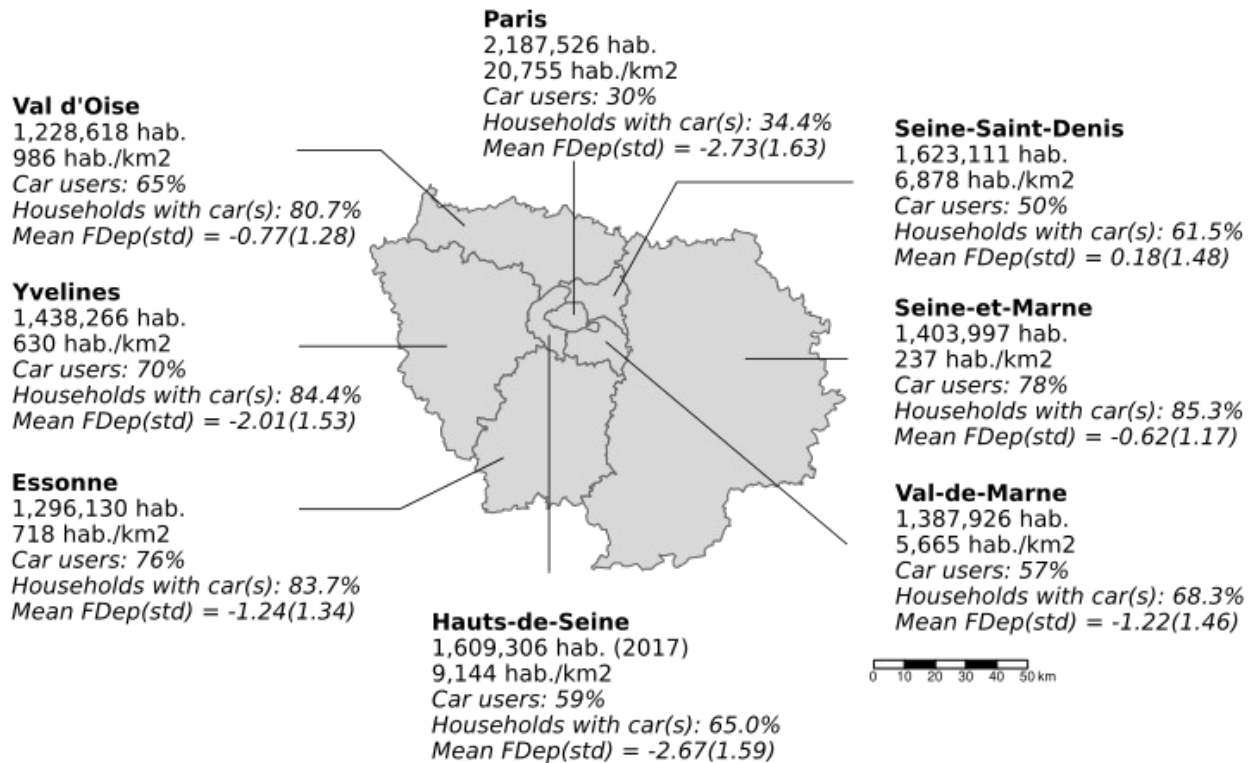 Paris
2,187,526 hab.
20,755 hab./km2
Car users: 30%
Households with car(s): 34.4%
Mean FDep(std) = -2.73(1.63)
Val d'Oise
1,228,618 hab.
986 hab./km2
Car users: 65%
Households with car(s): 80.7%
Mean FDep(std) = -0.77(1.28)
Seine-Saint-Denis
1,623,111 hab.
6,878 hab./km2
Car users: 50%
Households with car(s): 61.5%
Mean FDep(std) = 0.18(1.48)
Yvelines
1,438,266 hab.
630 hab./km2
Car users: 70%
Households with car(s): 84.4%
Mean FDep(std) = -2.01(1.53)
Seine-et-Marne
1,403,997 hab.
237 hab./km2
Car users: 78%
Households with car(s): 85.3%
Mean FDep(std) = -0.62(1.17)
Essonne
1,296,130 hab.
718 hab./km2
Car users: 76%
Households with car(s): 83.7%
Mean FDep(std) = -1.24(1.34)
Val-de-Marne
1,387,926 hab.
5,665 hab./km2
Car users: 57%
Households with car(s): 68.3%
Mean FDep(std) = -1.22(1.46)
Hauts-de-Seine
1,609,306 hab. (2017)
9,144 hab./km2
Car users: 59%
Households with car(s): 65.0%
Mean FDep(std) = -2.67(1.59)
0 10 20 30 40 50 km